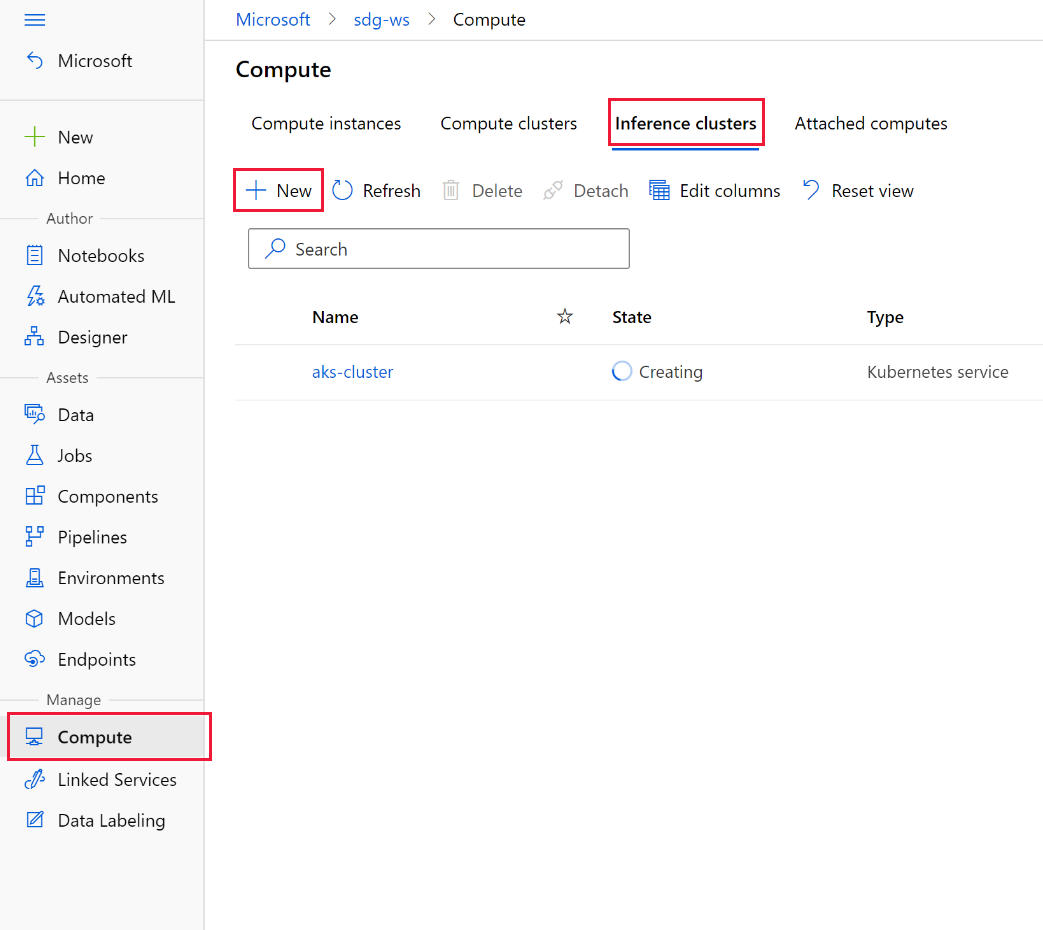 Microsoft
New
Home
Author
Notebooks
Automated ML
Designer
Assets
Data
Jobs
Components
Pipelines
Environments
Models
Endpoints
Manage
Compute
Linked Services
Data Labeling
Microsoft > sdg-ws > Compute
Compute
Compute instances Compute clusters Inference clusters Attached computes
New Refresh Delete Detach Edit columns Reset view
Search
Name State Type
aks-cluster Creating Kubernetes service